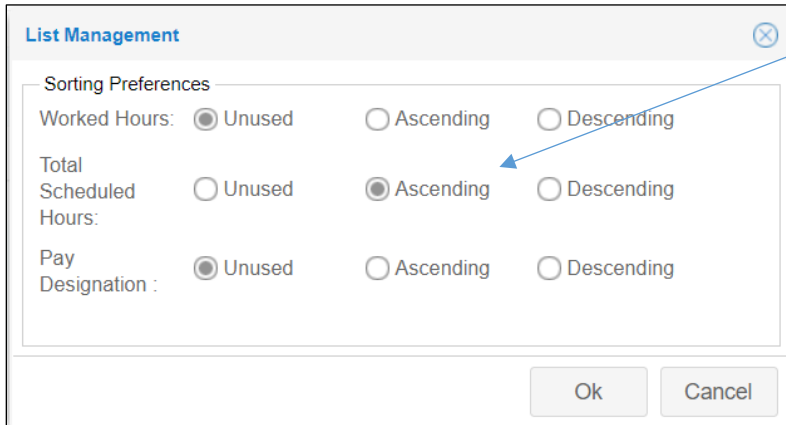 List Management
Sorting Preferences
Worked Hours: Unused Ascending Descending
Total
Scheduled Unused Ascending Descending
Hours:
Pay
Designation : Unused Ascending Descending
Ok Cancel